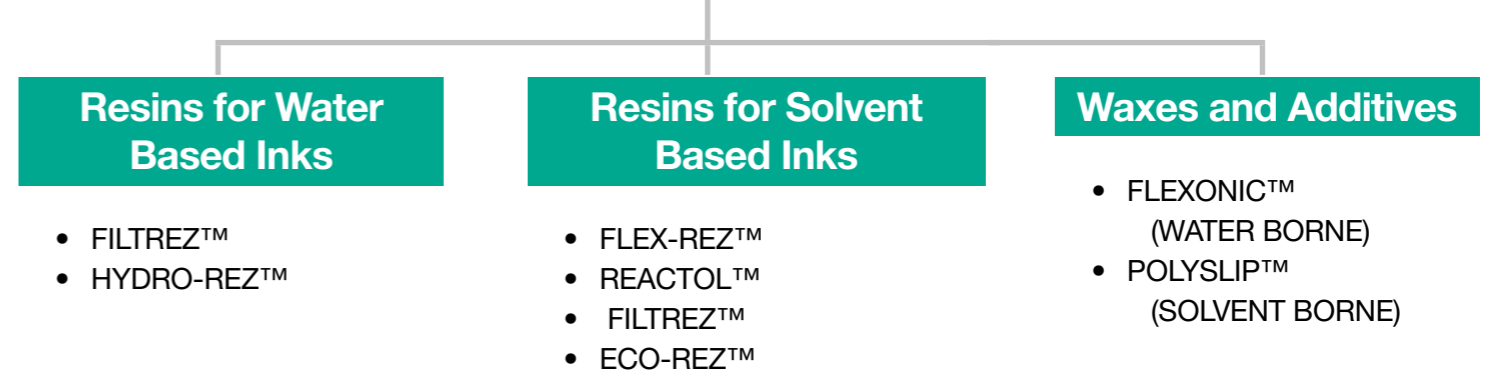 Resins for Water
Based Inks
• FILTREZ™
• HYDRO-REZ™
Resins for Solvent
Based Inks
• FLEX-REZ™
• REACTOL™
• FILTREZ™
• ECO-REZ™
Waxes and Additives
• FLEXONIC™
(WATER BORNE)
• POLYSLIP™
(SOLVENT BORNE)